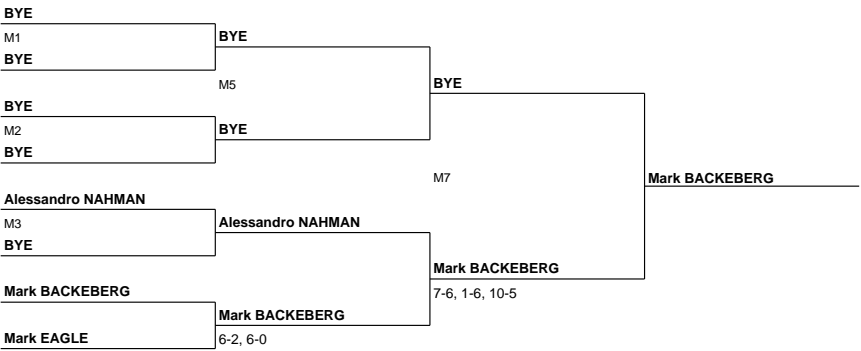 BYE
M1
BYE
BYE
M5
BYE
M2
BYE
BYE
BYE
M7
Alessandro NAHMAN
M3
BYE
Alessandro NAHMAN
Mark BACKEBERG
Mark EAGLE
Mark BACKEBERG
6-2, 6-0
Mark BACKEBERG
7-6, 1-6, 10-5
Mark BACKEBERG